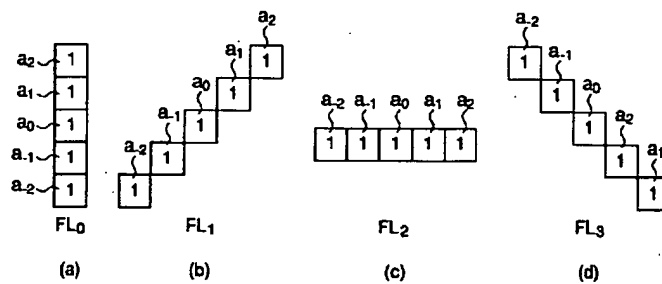 a2 1
a1 1
a0 1
a-1 1
a-2 1
FL0
(a)
a2
1
a1
1
a0
1
a-1
1
a-2
1
FL1
(b)
a-2 a-1 a0 a1 a2
1 1 1 1 1
FL2
(c)
a-2
1
a-1
1
a0
1
a2
1
a1
1
FL3
(d)